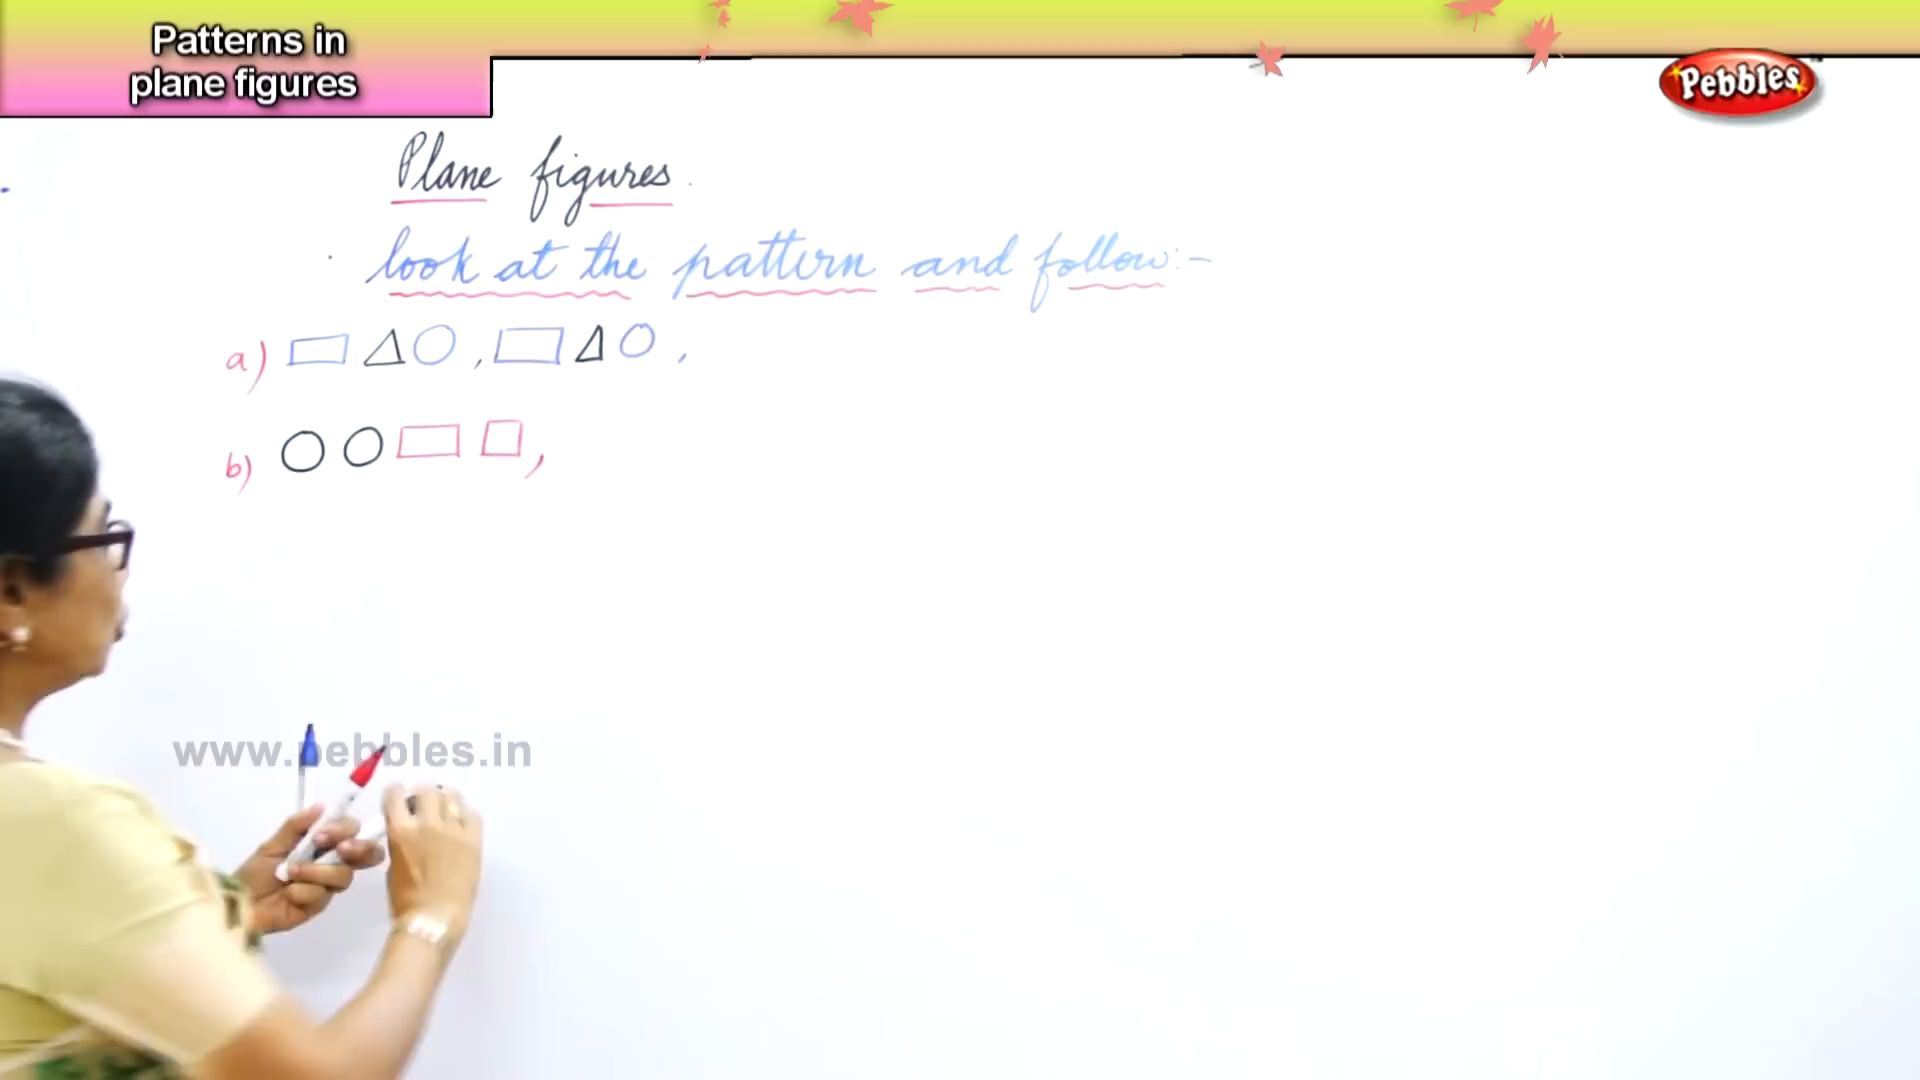 Patterns in
plane figures
Pebbles
Plane figures.
look at the pattern and follow:-
a)
b)
www.pebbles.in